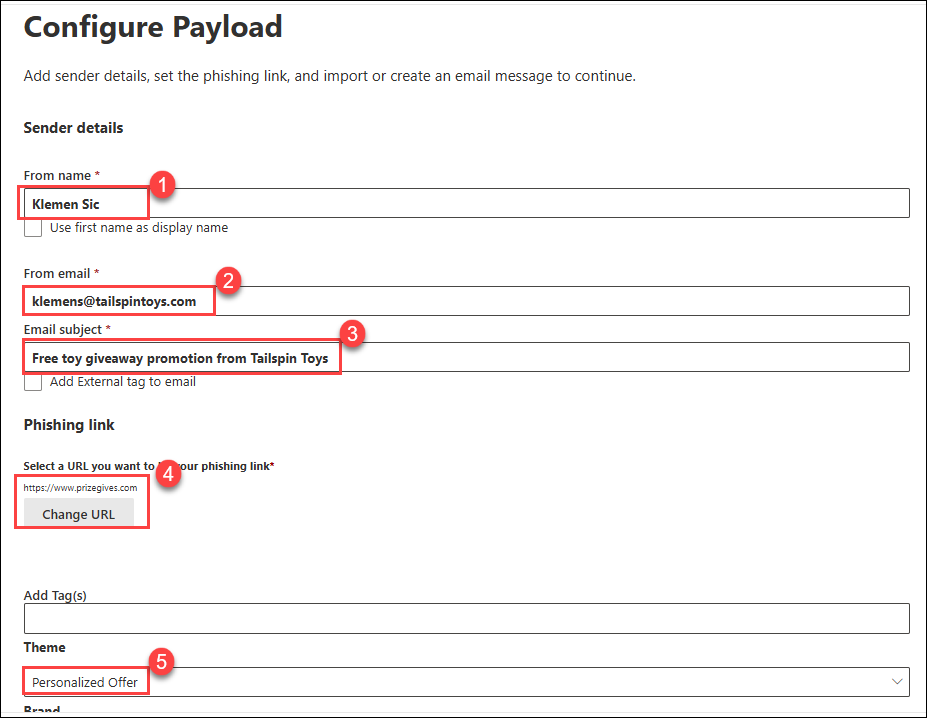 Configure Payload
Add sender details, set the phishing link, and import or create an email message to continue.
Sender details
From name *
1
Klemen Sic
Use first name as display name
From email *
2
klemens@tailspintoys.com
Email subject *
3
Free toy giveaway promotion from Tailspin Toys
Add External tag to email
Phishing link
Select a URL you want to your phishing link*
4
https://www.prizegives.com
Change URL
Add Tag(s)
Theme
5
Personalized Offer
Brand